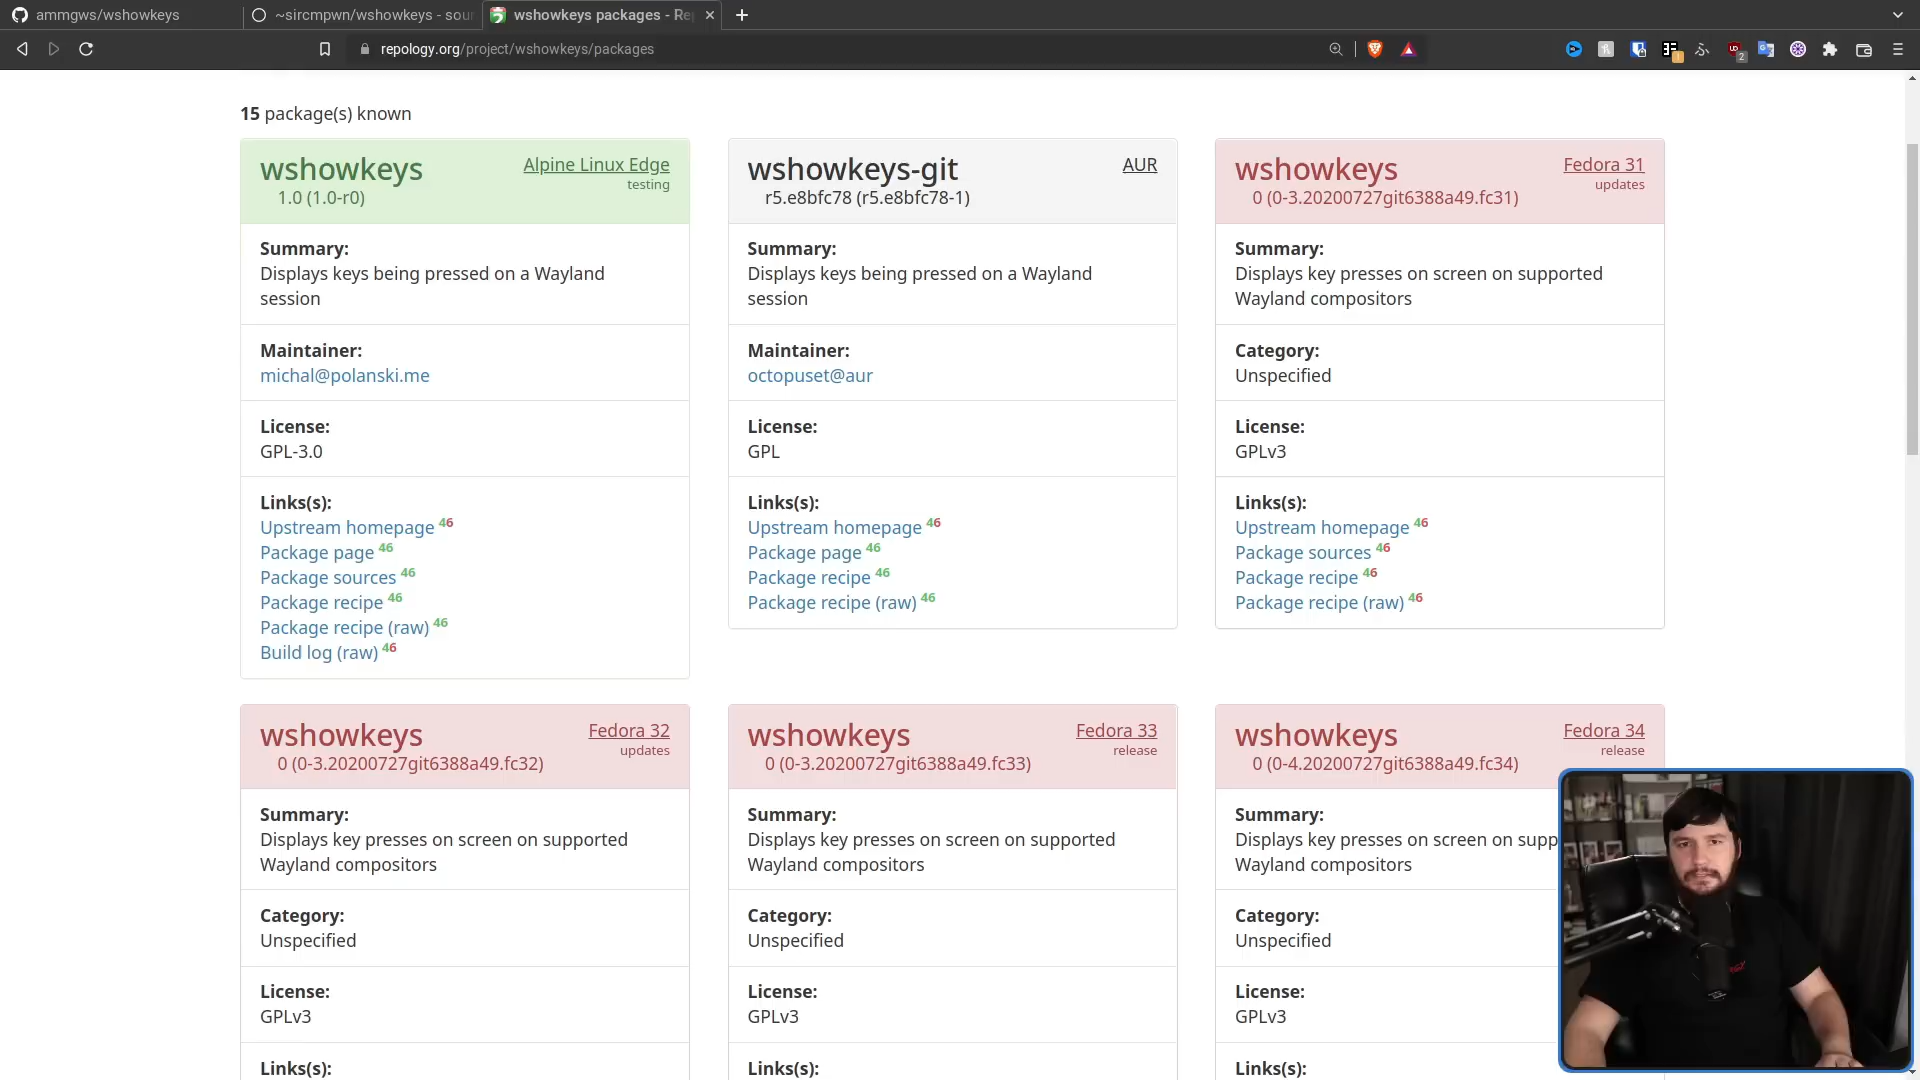 ammgws/wshowkeys
~sircmpwn/wshowkeys - sou
wshowkeys packages - Re
repology.org/project/wshowkeys/packages
15 package(s) known
wshowkeys
Alpine Linux Edge
testing
1.0 (1.0-r0)
Summary:
Displays keys being pressed on a Wayland
session
Maintainer:
michal@polanski.me
License:
GPL-3.0
Links(s):
Upstream homepage 46
Package page 46
Package sources 46
Package recipe 46
Package recipe (raw) 46
Build log (raw) 46
wshowkeys-git
AUR
r5.e8bfc78 (r5.e8bfc78-1)
Summary:
Displays keys being pressed on a Wayland
session
Maintainer:
octopuset@aur
License:
GPL
Links(s):
Upstream homepage 46
Package page 46
Package recipe 46
Package recipe (raw) 46
wshowkeys
Fedora 31
updates
0 (0-3.20200727git6388a49.fc31)
Summary:
Displays key presses on screen on supported
Wayland compositors
Category:
Unspecified
License:
GPLv3
Links(s):
Upstream homepage 46
Package sources 46
Package recipe 46
Package recipe (raw) 46
wshowkeys
Fedora 32
updates
0 (0-3.20200727git6388a49.fc32)
Summary:
Displays key presses on screen on supported
Wayland compositors
Category:
Unspecified
License:
GPLv3
Links(s):
wshowkeys
Fedora 33
release
0 (0-3.20200727git6388a49.fc33)
Summary:
Displays key presses on screen on supported
Wayland compositors
Category:
Unspecified
License:
GPLv3
Links(s):
wshowkeys
Fedora 34
release
0 (0-4.20200727git6388a49.fc34)
Summary:
Displays key presses on screen on supp
Wayland compositors
Category:
Unspecified
License:
GPLv3
Links(s):